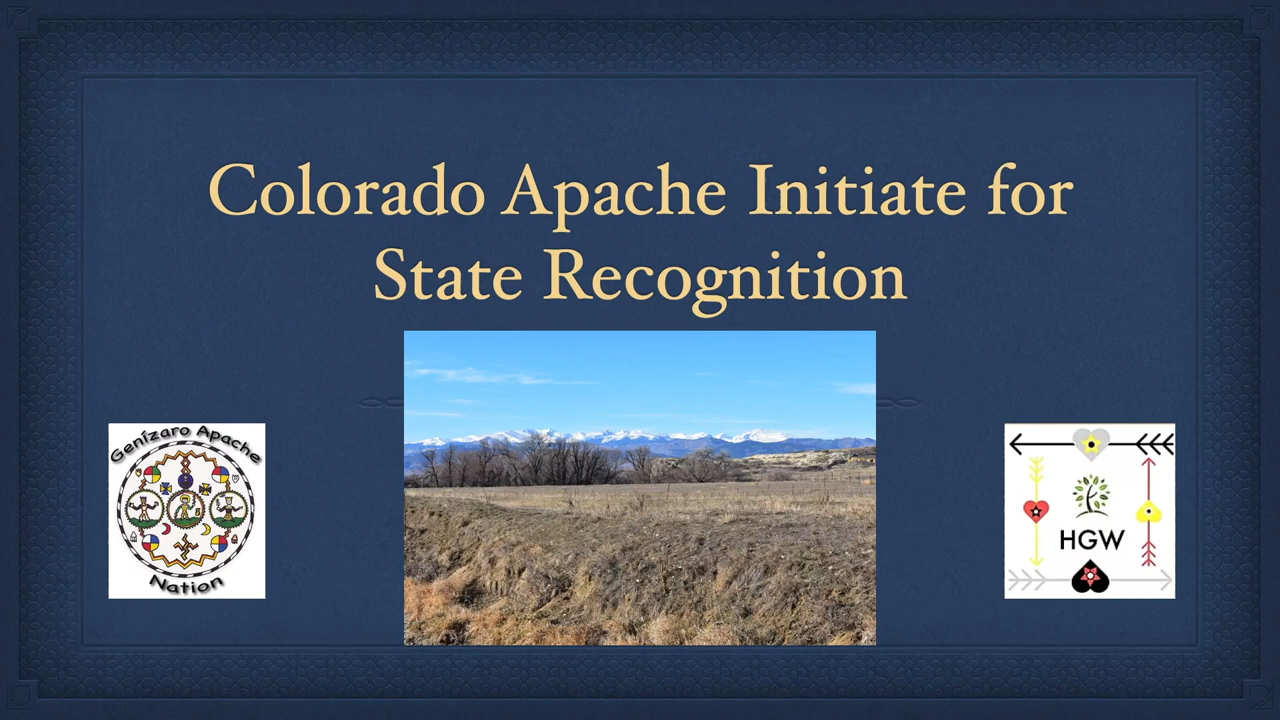 Colorado Apache Initiate for
State Recognition
Genízaro Apache
Nation
HGW